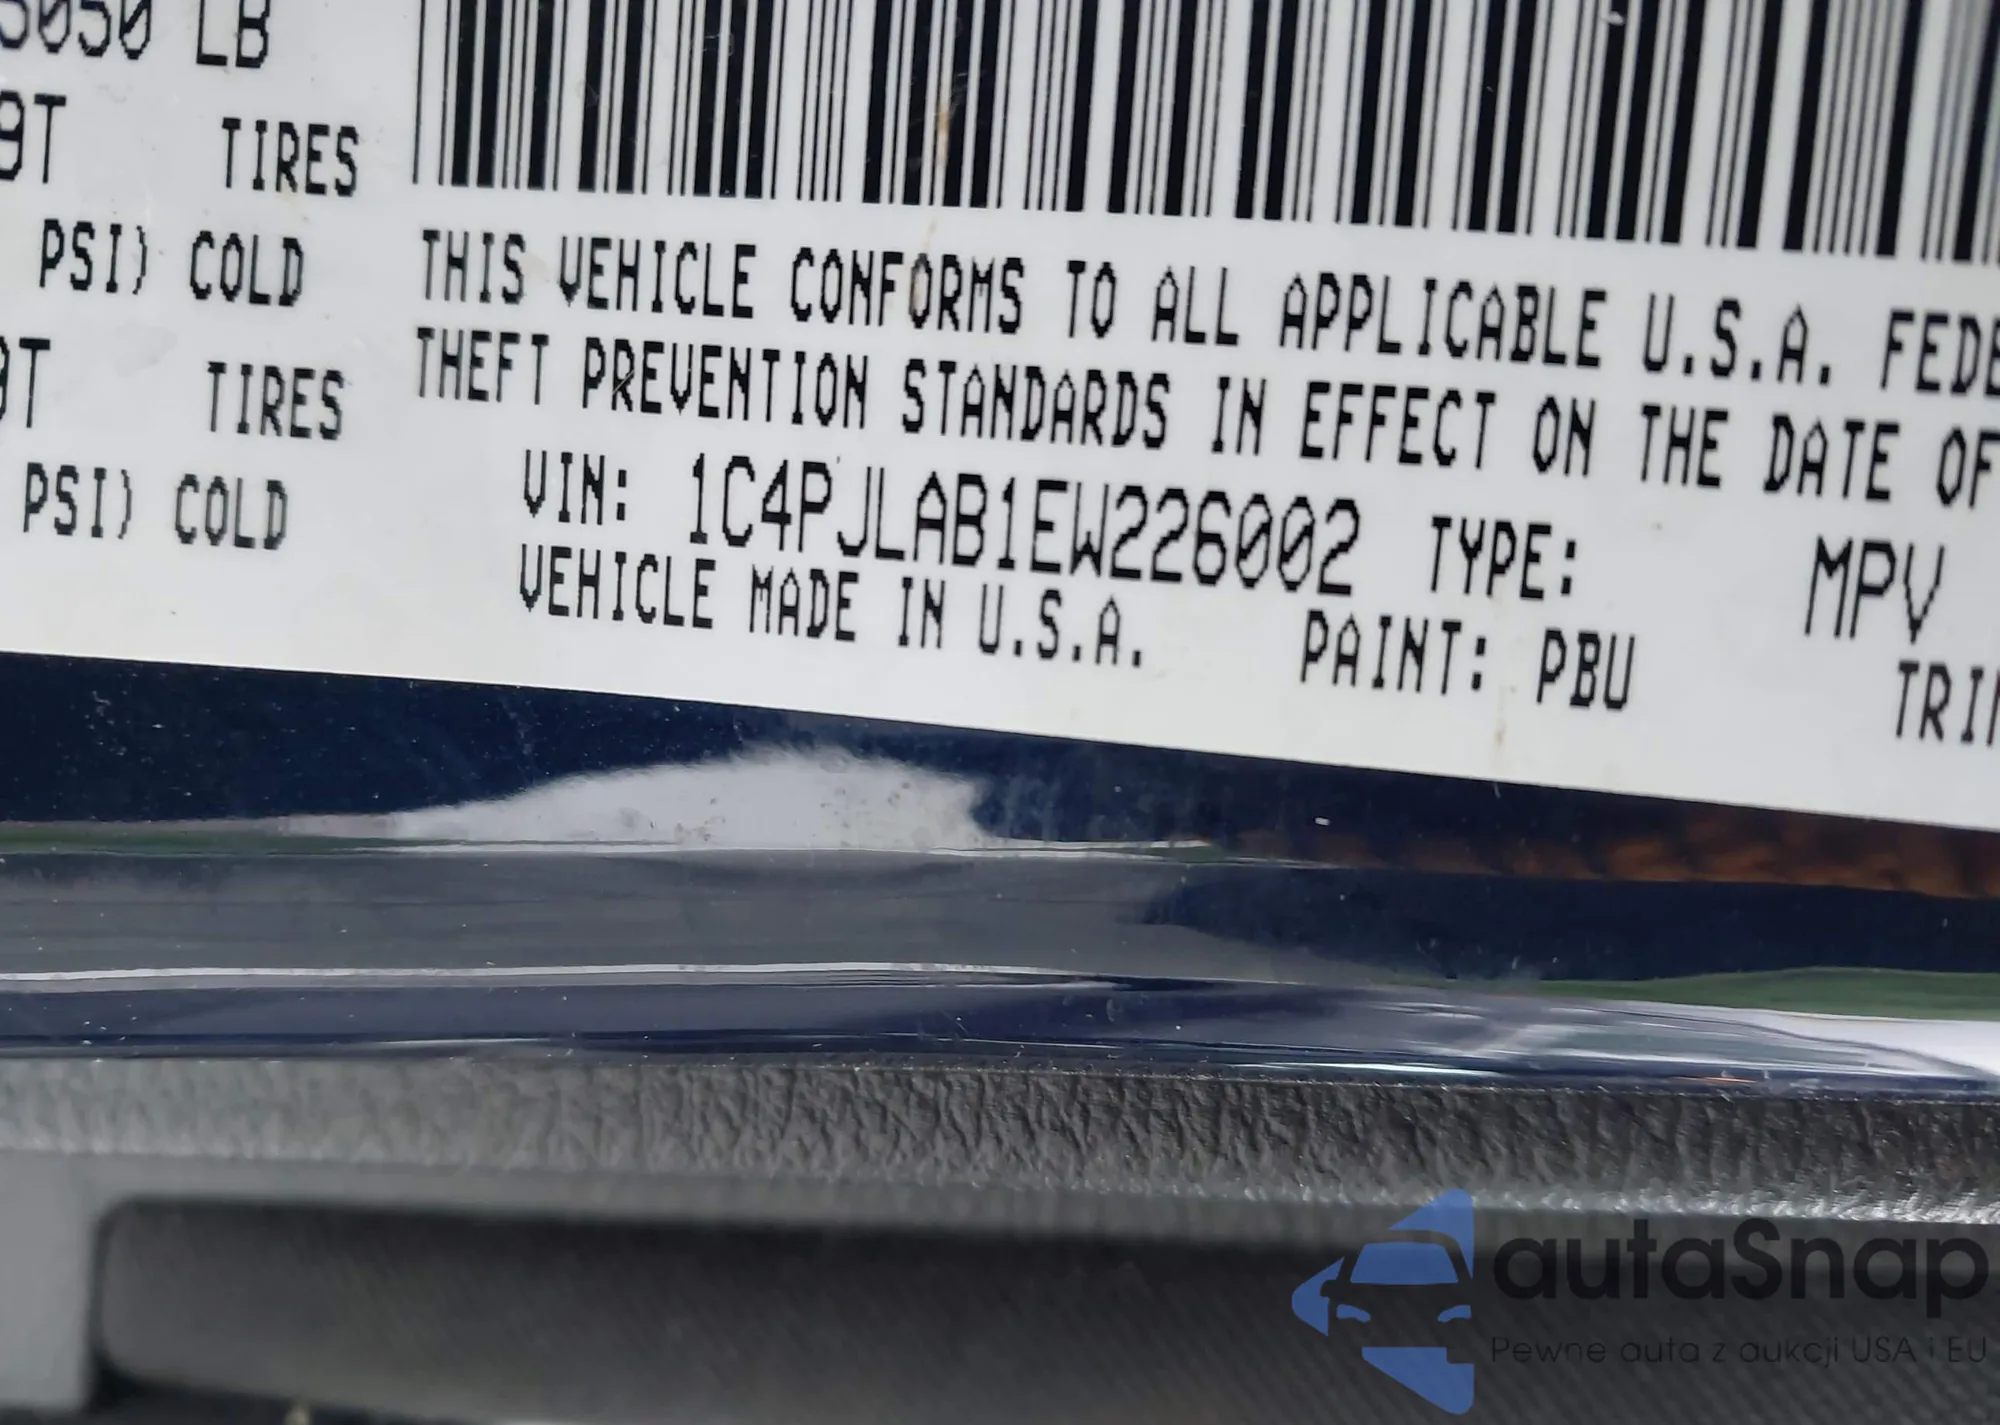 5050 LB
9T TIRES
PSI) COLD
9T TIRES
PSI) COLD
THIS VEHICLE CONFORMS TO ALL APPLICABLE U.S.A. FEDE
THEFT PREVENTION STANDARDS IN EFFECT ON THE DATE OF
VIN: 1C4PJLAB1EW226002 TYPE: MPV
VEHICLE MADE IN U.S.A. PAINT: PBU TRIM
autaSnap
Pewne auta z aukcji USA i EU